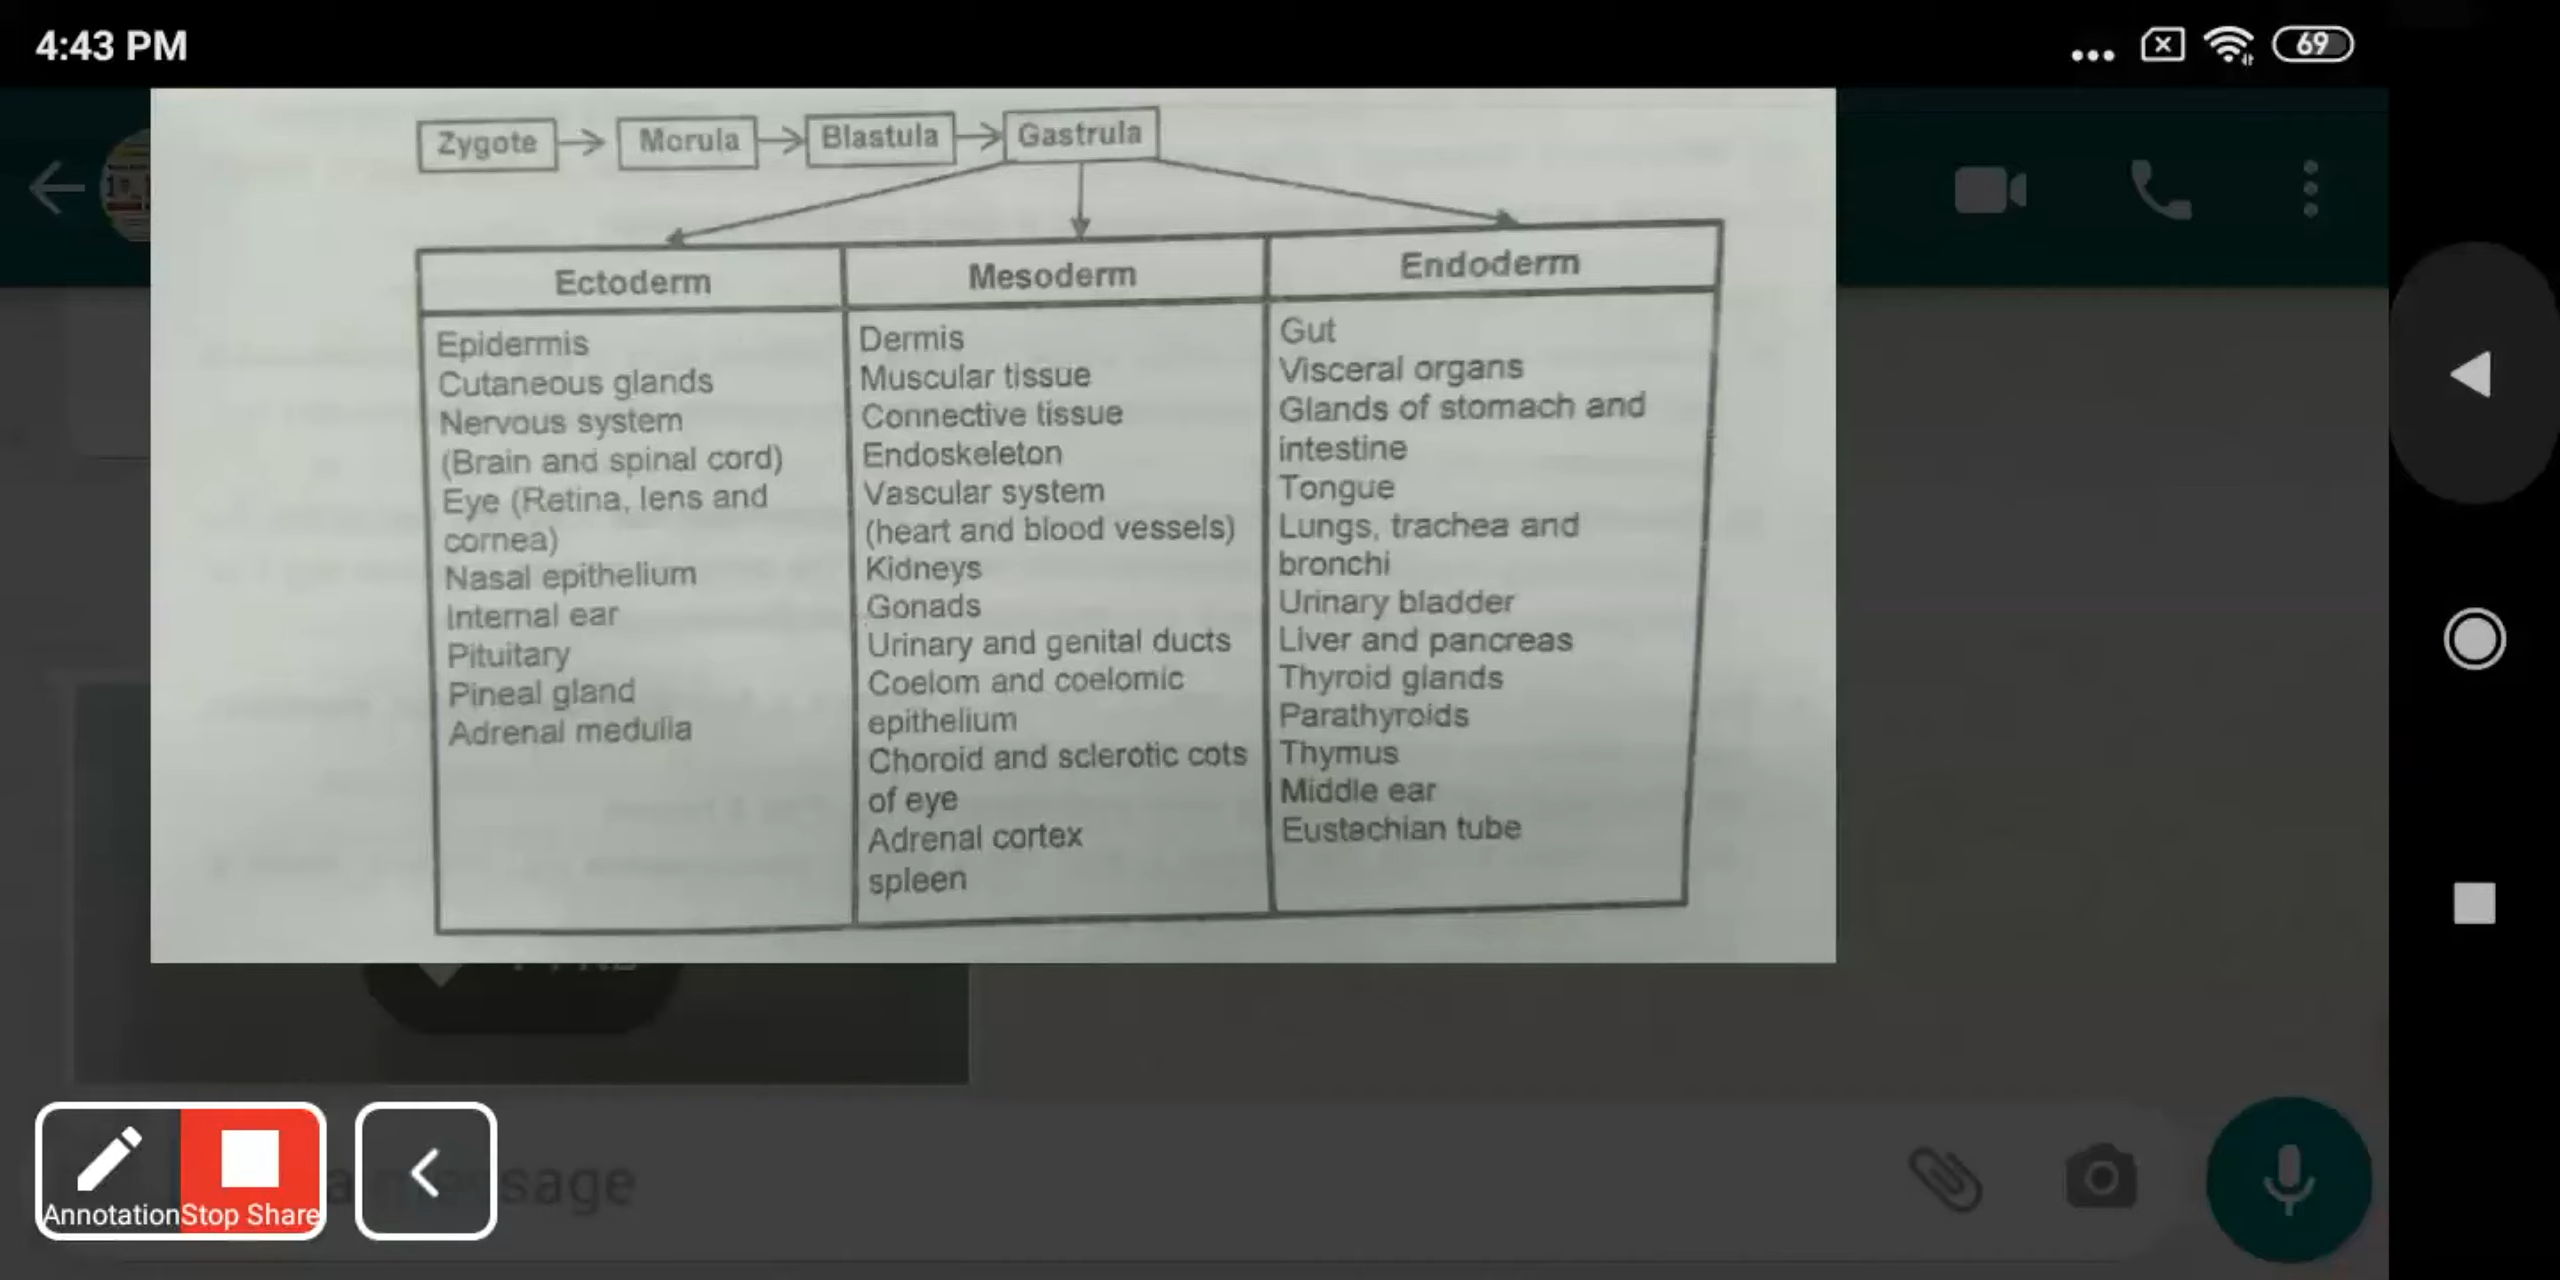 4:43 PM
69
Zygote
Morula
Blastula
Gastrula
Ectoderm
Epidermis
Cutaneous glands
Nervous system
(Brain and spinal cord)
Eye (Retina, lens and
cornea)
Nasal epithelium
Internal ear
Pituitary
Pineal gland
Adrenal medulla
Mesoderm
Dermis
Muscular tissue
Connective tissue
Endoskeleton
Vascular system
(heart and blood vessels)
Kidneys
Gonads
Urinary and genital ducts
Coelom and coelomic
epithelium
Choroid and sclerotic cots
of eye
Adrenal cortex
spleen
Endoderm
Gut
Visceral organs
Glands of stomach and
intestine
Tongue
Lungs, trachea and
bronchi
Urinary bladder
Liver and pancreas
Thyroid glands
Parathyroids
Thymus
Middle ear
Eustachian tube
Annotation
Stop Share